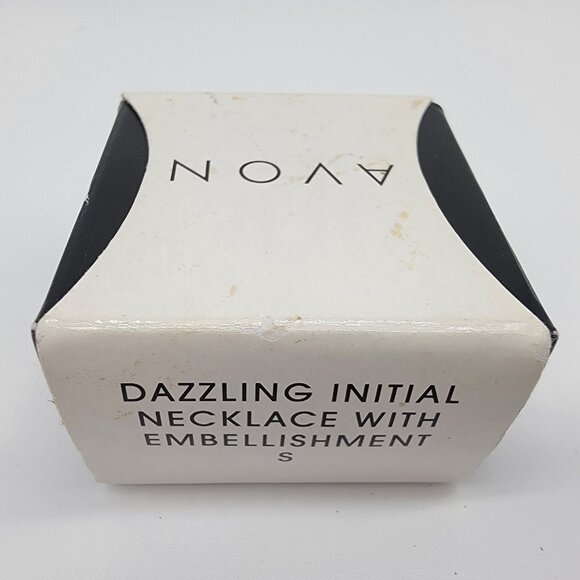 AVON
DAZZLING INITIAL
NECKLACE WITH
EMBELLISHMENT
S